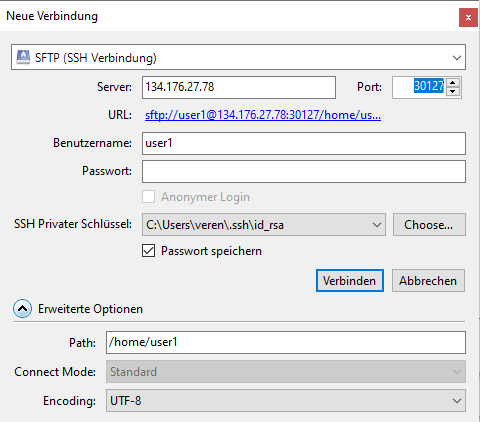 Neue Verbindung
x
SFTP (SSH Verbindung)
Server: 134.176.27.78 Port: 30127
URL: sftp://user1@134.176.27.78:30127/home/us...
Benutzername: user1
Passwort:
Anonymer Login
SSH Privater Schlüssel: C:\Users\veren\.ssh\id_rsa Choose...
Passwort speichern
Verbinden Abbrechen
Erweiterte Optionen
Path: /home/user1
Connect Mode: Standard
Encoding: UTF-8